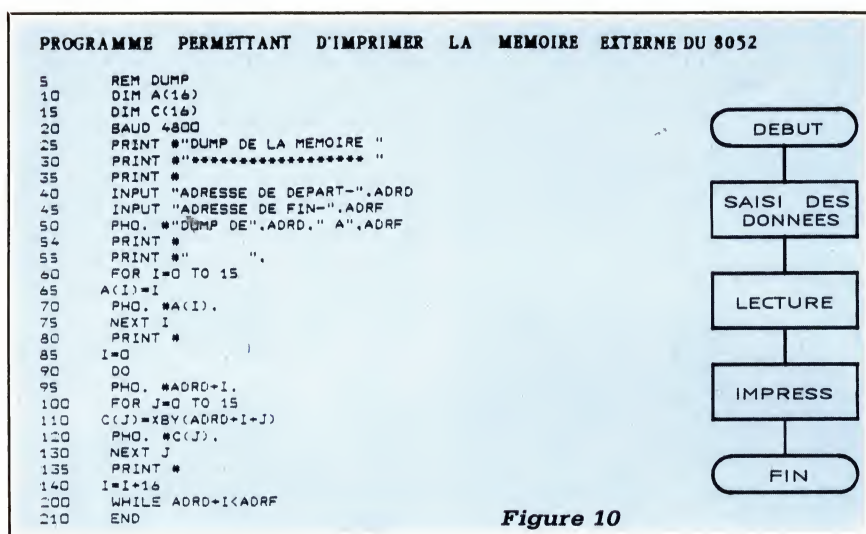 PROGRAMME PERMETTANT D'IMPRIMER LA MEMOIRE EXTERNE DU 8052
5 REM DUMP
10 DIM A(16)
15 DIM C(16)
20 BAUD 4800
25 PRINT #"DUMP DE LA MEMOIRE "
30 PRINT #"****************** "
35 PRINT #
40 INPUT "ADRESSE DE DEPART-",ADRD
45 INPUT "ADRESSE DE FIN-",ADRF
50 PHO. #"DUMP DE",ADRD," A",ADRF
54 PRINT #
55 PRINT #" ",
60 FOR I=0 TO 15
65 A(I)=I
70 PHO. #A(I),
75 NEXT I
80 PRINT #
85 I=0
90 DO
95 PHO. #ADRD+I,
100 FOR J=0 TO 15
110 C(J)=XBY(ADRD+I+J)
120 PHO. #C(J),
130 NEXT J
135 PRINT #
140 I=I+16
200 WHILE ADRD+I<ADRF
210 END
DEBUT
SAISI DES
DONNEES
LECTURE
IMPRESS
FIN
Figure 10